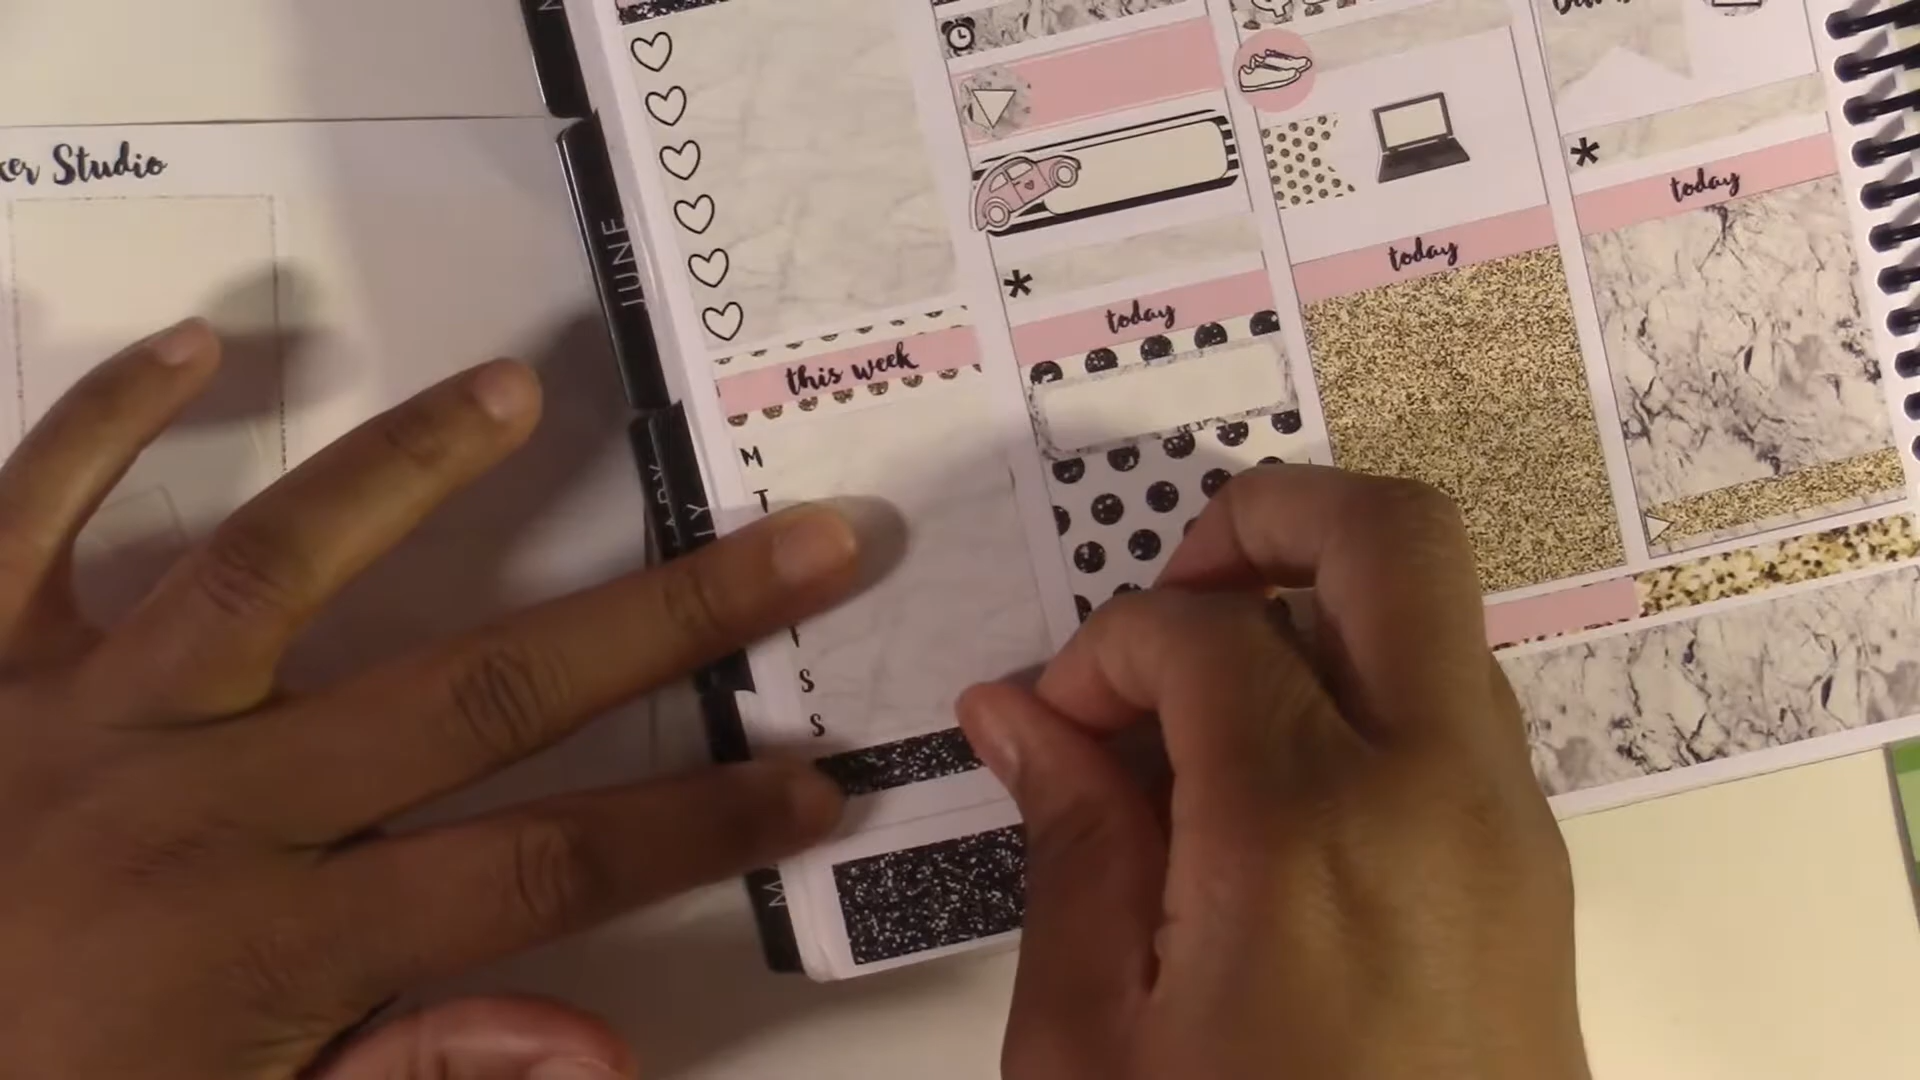 ker Studio
JUNE
*
*
today
today
today
this week
M
T
S
S